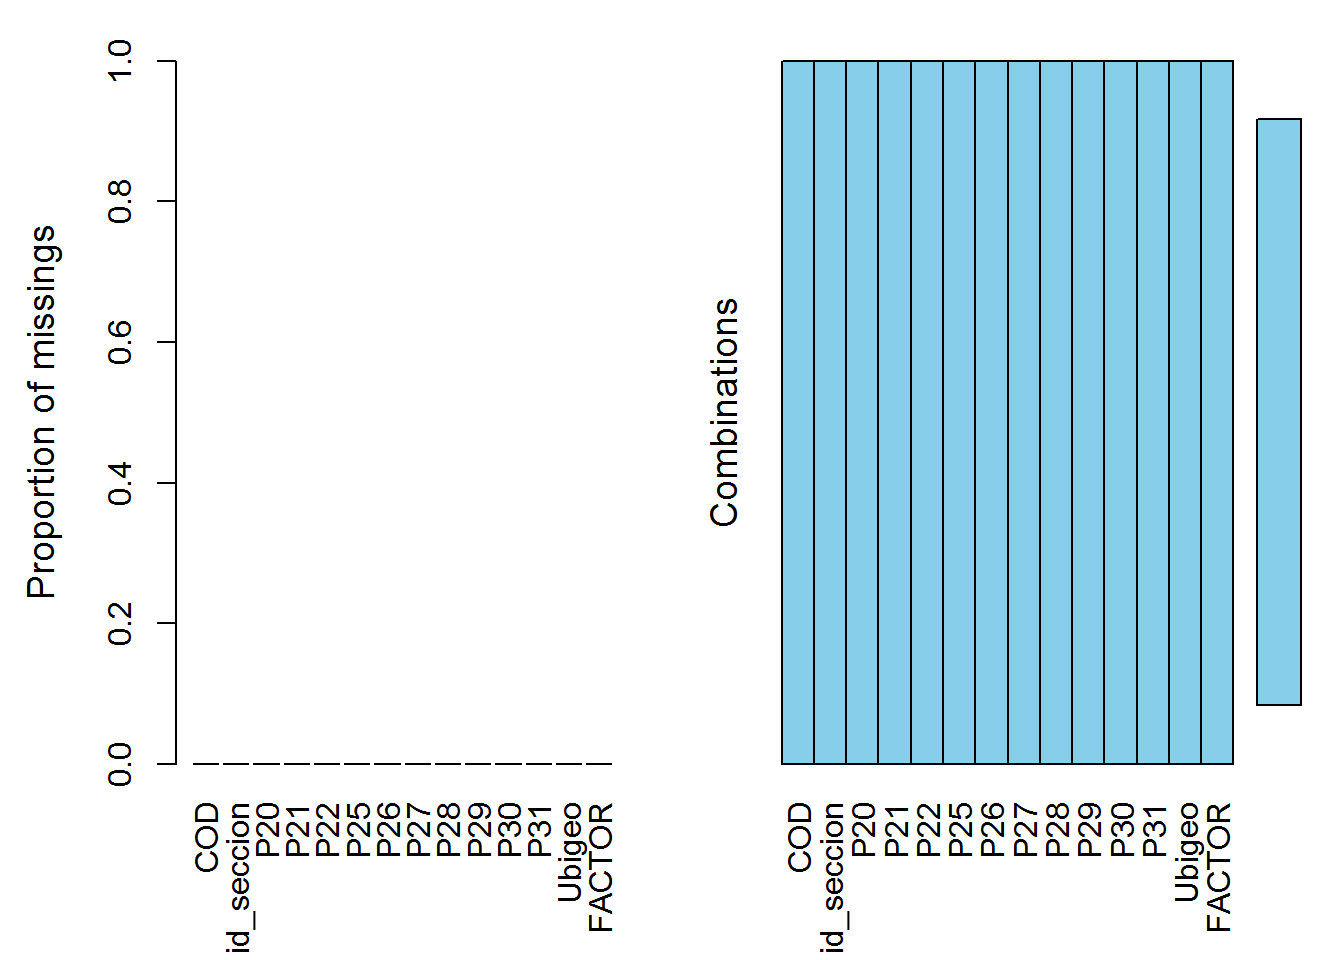 Proportion of missings
1.0
0.8
0.6
0.4
0.2
0.0
COD
id_seccion
P20
P21
P22
P25
P26
P27
P28
P29
P30
P31
Ubigeo
FACTOR
Combinations
COD
id_seccion
P20
P21
P22
P25
P26
P27
P28
P29
P30
P31
Ubigeo
FACTOR